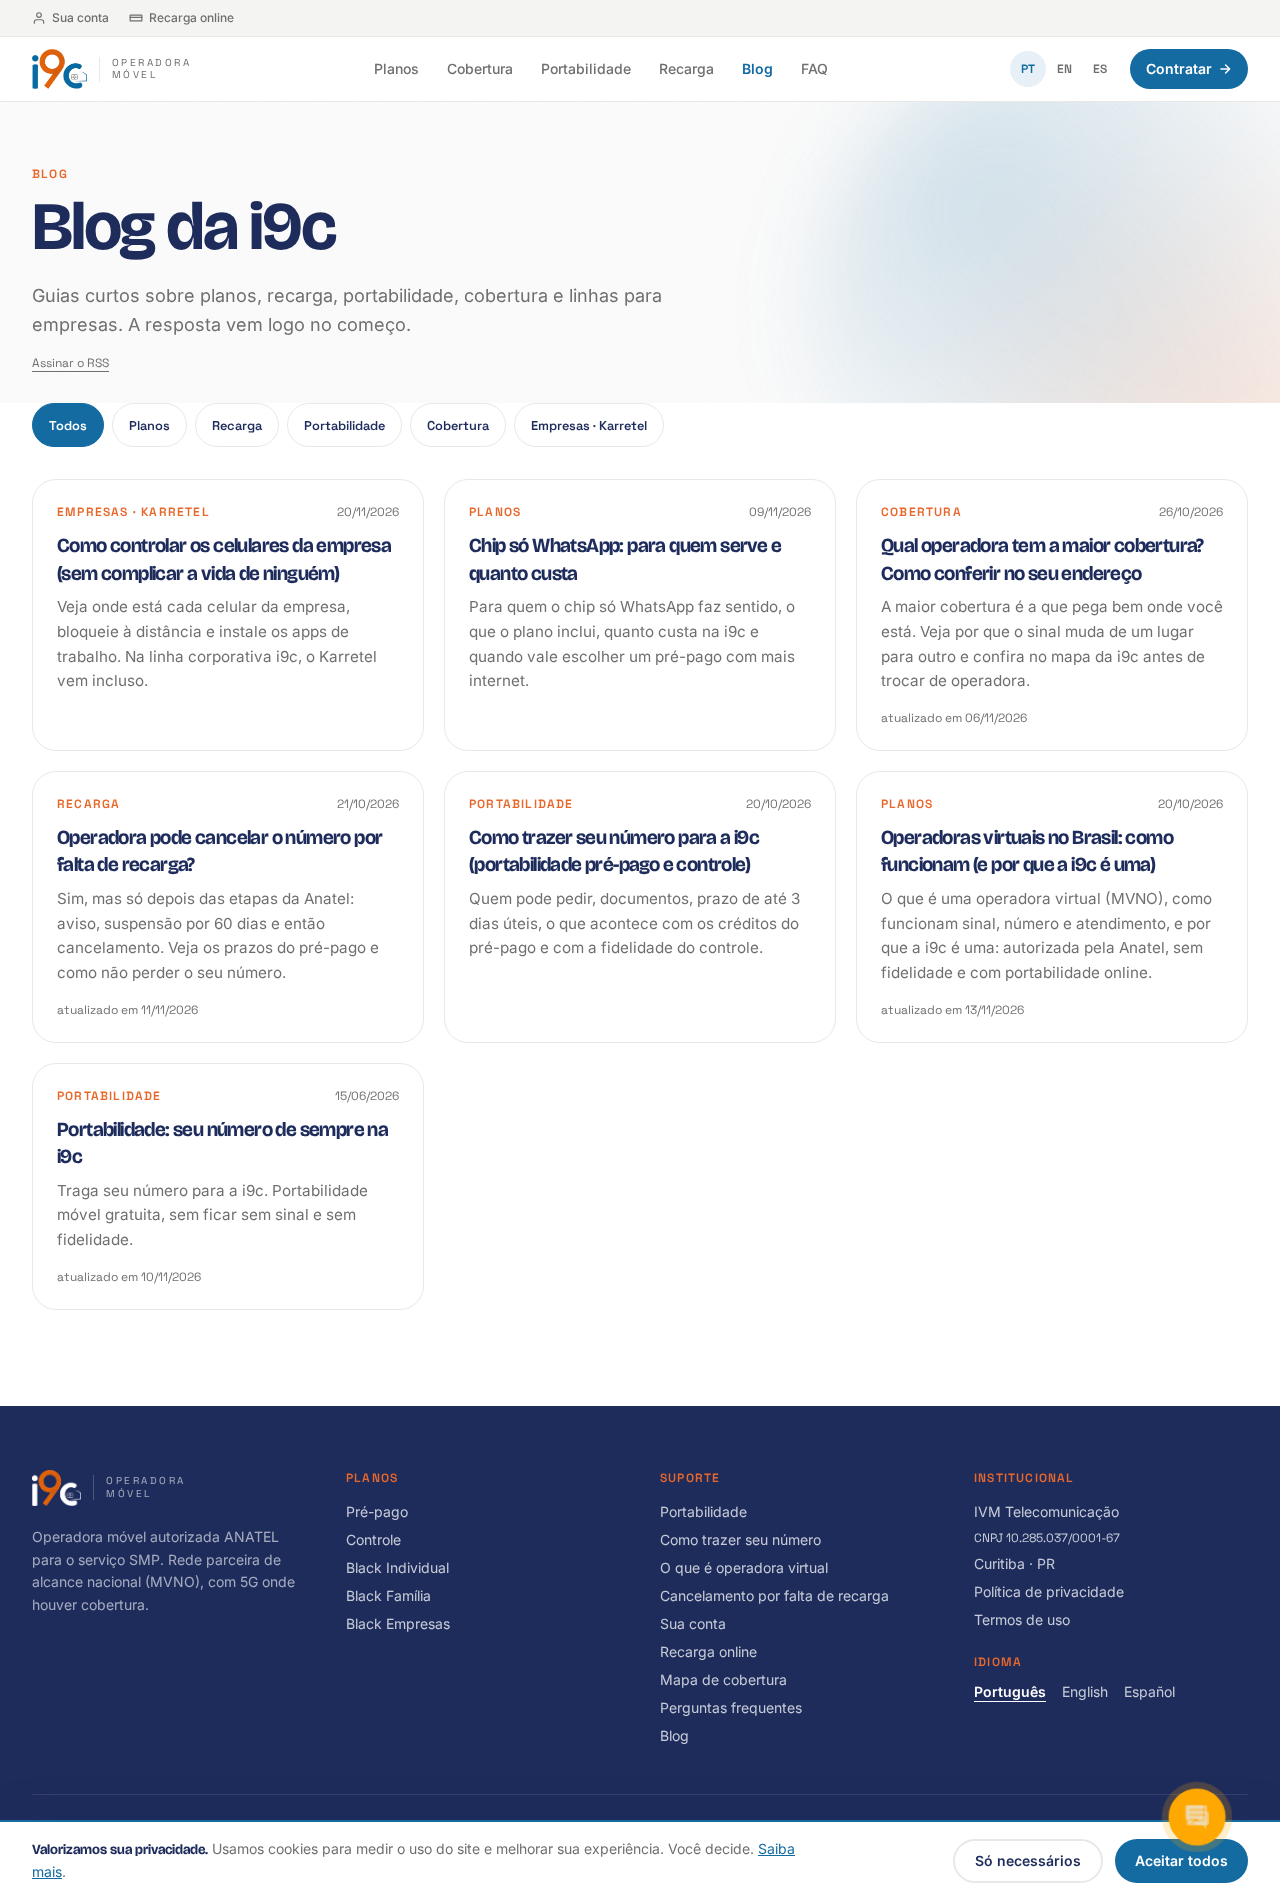 Sua conta
Recarga online
i9c
OPERADORA
MÓVEL
Planos
Cobertura
Portabilidade
Recarga
Blog
FAQ
PT
EN
ES
Contratar →
BLOG
Blog da i9c
Guias curtos sobre planos, recarga, portabilidade, cobertura e linhas para
empresas. A resposta vem logo no começo.
Assinar o RSS
Todos
Planos
Recarga
Portabilidade
Cobertura
Empresas · Karretel
EMPRESAS · KARRETEL
20/11/2026
Como controlar os celulares da empresa
(sem complicar a vida de ninguém)
Veja onde está cada celular da empresa,
bloqueie à distância e instale os apps de
trabalho. Na linha corporativa i9c, o Karretel
vem incluso.
PLANOS
09/11/2026
Chip só WhatsApp: para quem serve e
quanto custa
Para quem o chip só WhatsApp faz sentido, o
que o plano inclui, quanto custa na i9c e
quando vale escolher um pré-pago com mais
internet.
COBERTURA
26/10/2026
Qual operadora tem a maior cobertura?
Como conferir no seu endereço
A maior cobertura é a que pega bem onde você
está. Veja por que o sinal muda de um lugar
para outro e confira no mapa da i9c antes de
trocar de operadora.
atualizado em 06/11/2026
RECARGA
21/10/2026
Operadora pode cancelar o número por
falta de recarga?
Sim, mas só depois das etapas da Anatel:
aviso, suspensão por 60 dias e então
cancelamento. Veja os prazos do pré-pago e
como não perder o seu número.
atualizado em 11/11/2026
PORTABILIDADE
20/10/2026
Como trazer seu número para a i9c
(portabilidade pré-pago e controle)
Quem pode pedir, documentos, prazo de até 3
dias úteis, o que acontece com os créditos do
pré-pago e com a fidelidade do controle.
PLANOS
20/10/2026
Operadoras virtuais no Brasil: como
funcionam (e por que a i9c é uma)
O que é uma operadora virtual (MVNO), como
funcionam sinal, número e atendimento, e por
que a i9c é uma: autorizada pela Anatel, sem
fidelidade e com portabilidade online.
atualizado em 13/11/2026
PORTABILIDADE
15/06/2026
Portabilidade: seu número de sempre na
i9c
Traga seu número para a i9c. Portabilidade
móvel gratuita, sem ficar sem sinal e sem
fidelidade.
atualizado em 10/11/2026
i9c
OPERADORA
MÓVEL
Operadora móvel autorizada ANATEL
para o serviço SMP. Rede parceira de
alcance nacional (MVNO), com 5G onde
houver cobertura.
PLANOS
Pré-pago
Controle
Black Individual
Black Família
Black Empresas
SUPORTE
Portabilidade
Como trazer seu número
O que é operadora virtual
Cancelamento por falta de recarga
Sua conta
Recarga online
Mapa de cobertura
Perguntas frequentes
Blog
INSTITUCIONAL
IVM Telecomunicação
CNPJ 10.285.037/0001-67
Curitiba · PR
Política de privacidade
Termos de uso
IDIOMA
Português
English
Español
Valorizamos sua privacidade. Usamos cookies para medir o uso do site e melhorar sua experiência. Você decide. Saiba
mais.
Só necessários
Aceitar todos